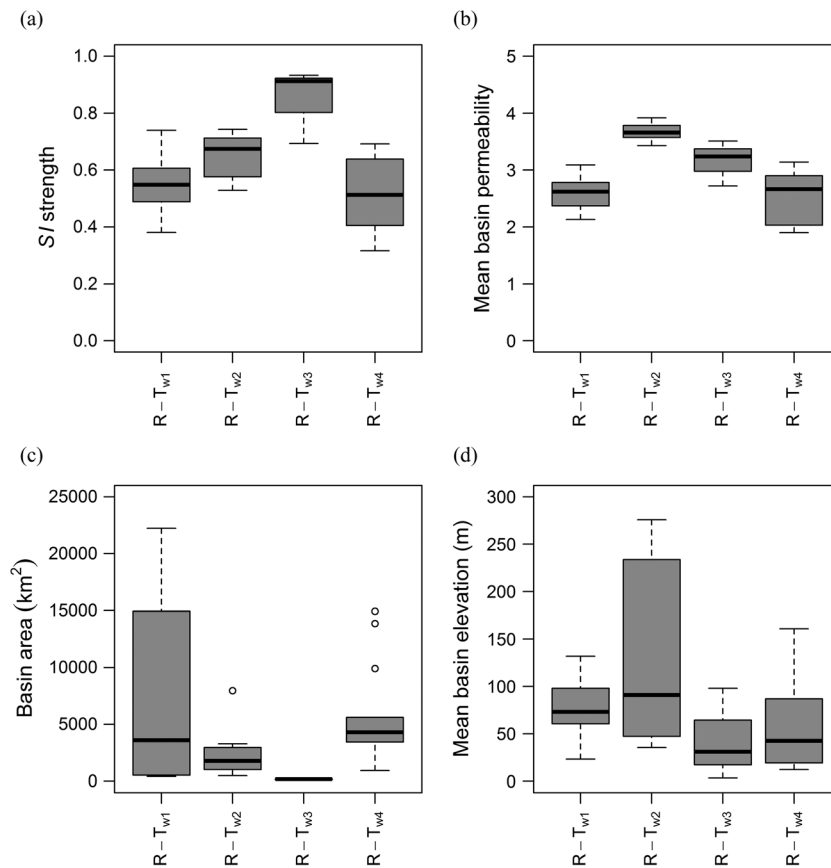 (a)
SI strength
1.0
0.8
0.6
0.4
0.2
0.0
R – Tw1
R – Tw2
R – Tw3
R – Tw4
(b)
Mean basin permeability
5
4
3
2
1
0
R – Tw1
R – Tw2
R – Tw3
R – Tw4
(c)
Basin area (km²)
25000
20000
15000
10000
5000
0
R – Tw1
R – Tw2
R – Tw3
R – Tw4
(d)
Mean basin elevation (m)
300
250
200
150
100
50
0
R – Tw1
R – Tw2
R – Tw3
R – Tw4